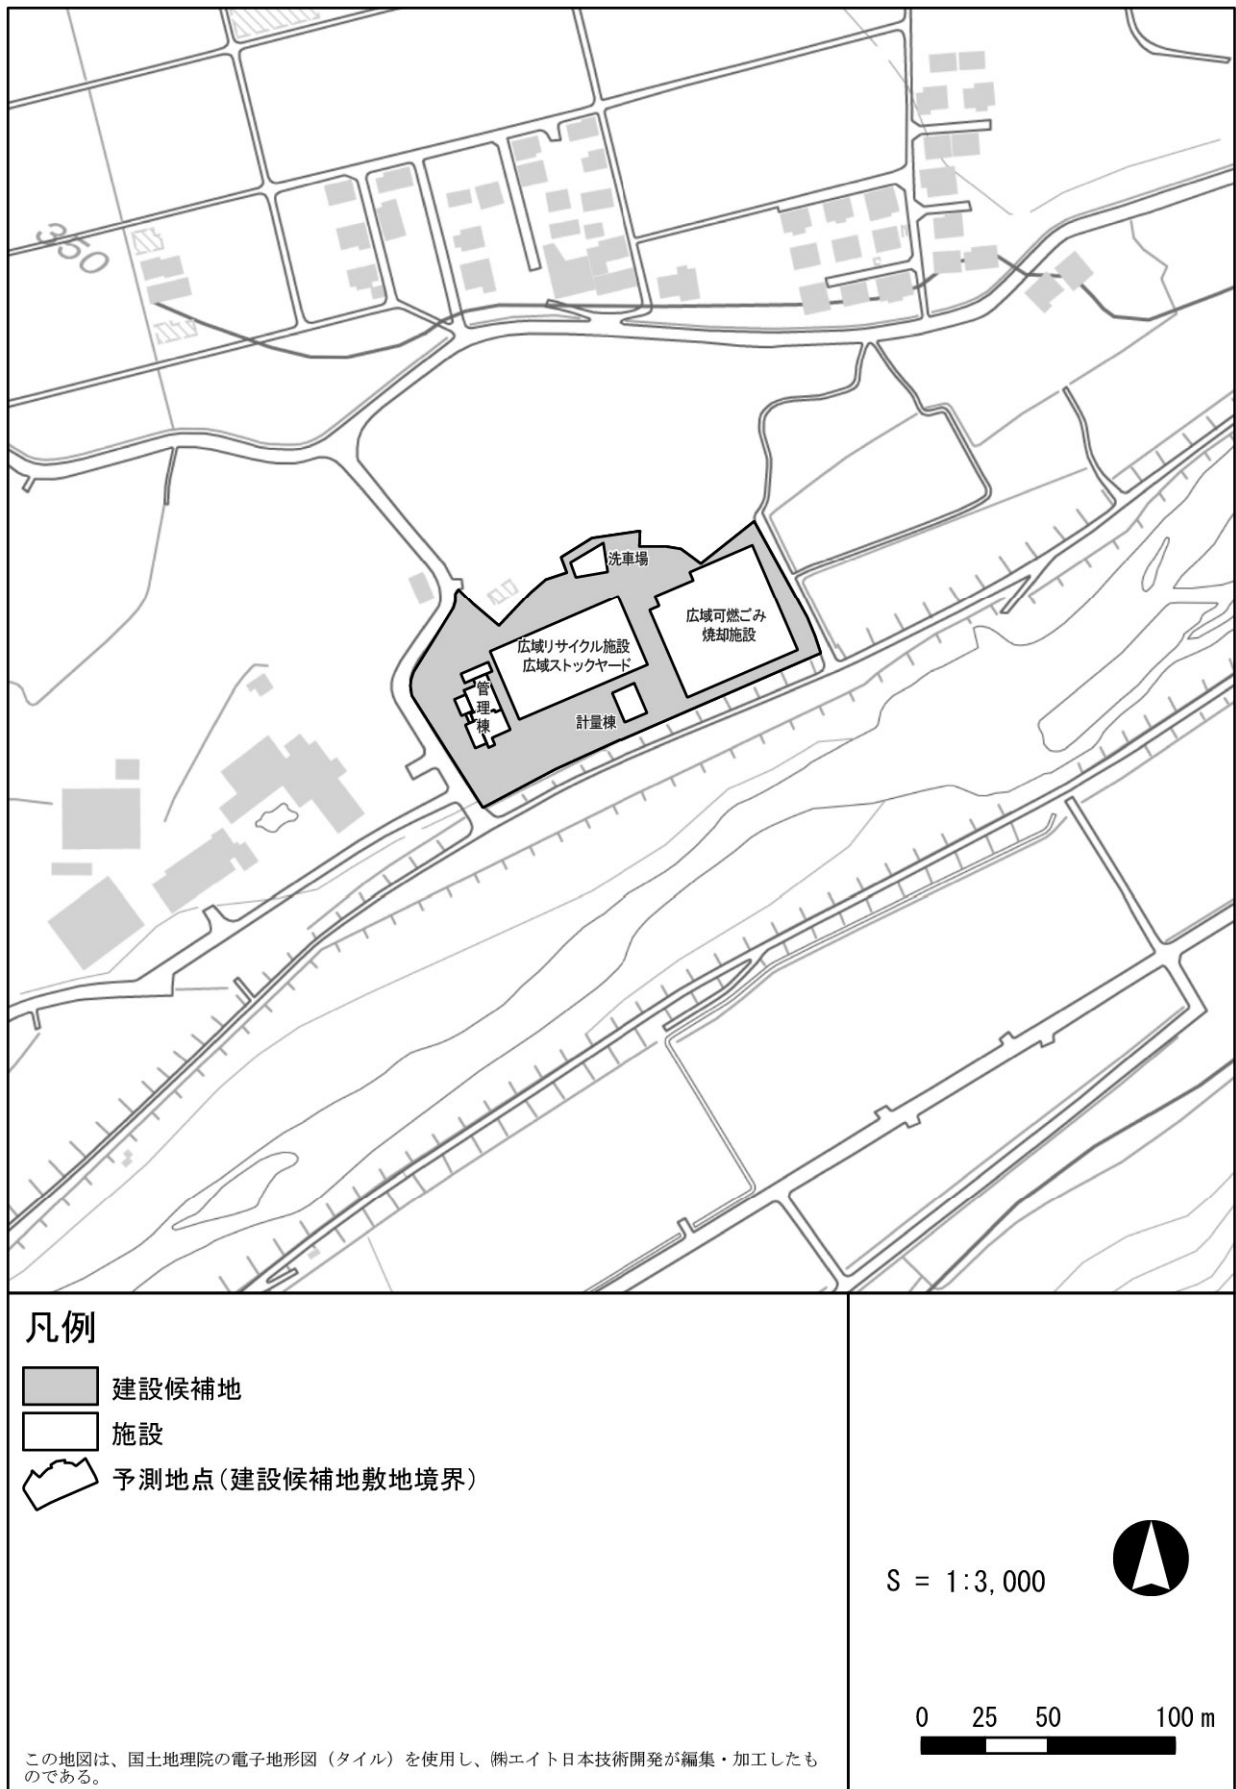 350
洗車場
広域可燃ごみ
焼却施設
広域リサイクル施設
広域ストックヤード
管理棟
計量棟
凡例
建設候補地
施設
予測地点(建設候補地敷地境界)
S = 1:3,000
0 25 50 100 m
この地図は、国土地理院の電子地形図（タイル）を使用し、㈱エイト日本技術開発が編集・加工したも
のである。